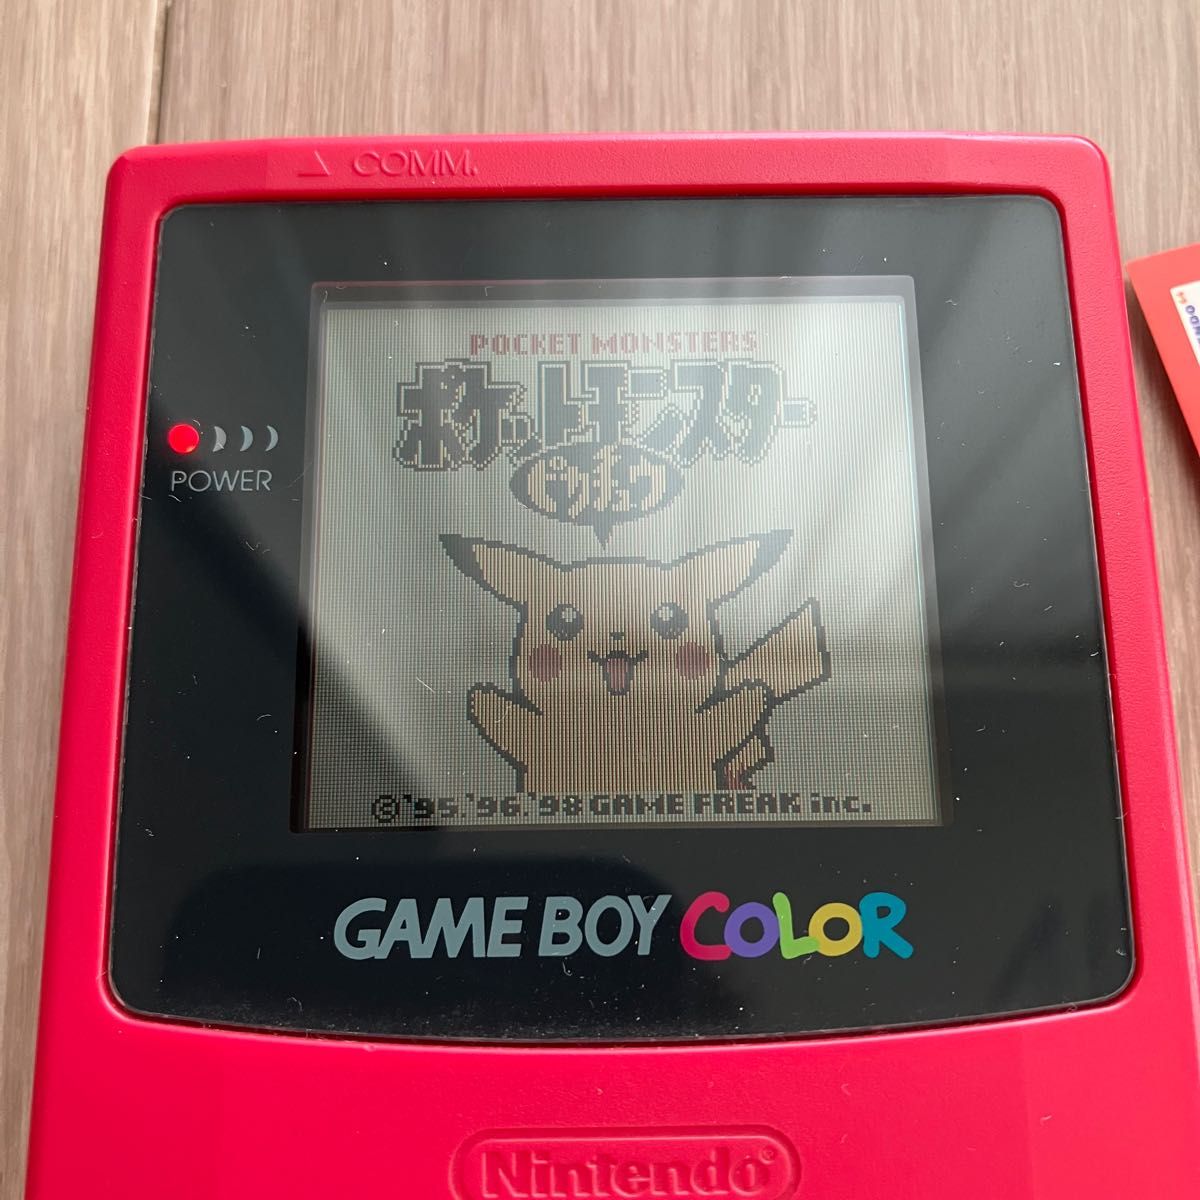 △ COMM.
POCKET MONSTERS
ポケットモンスター
ピカチュウ
©'95.'96.'98 GAME FREAK inc.
POWER
GAME BOY COLOR
Nintendo®